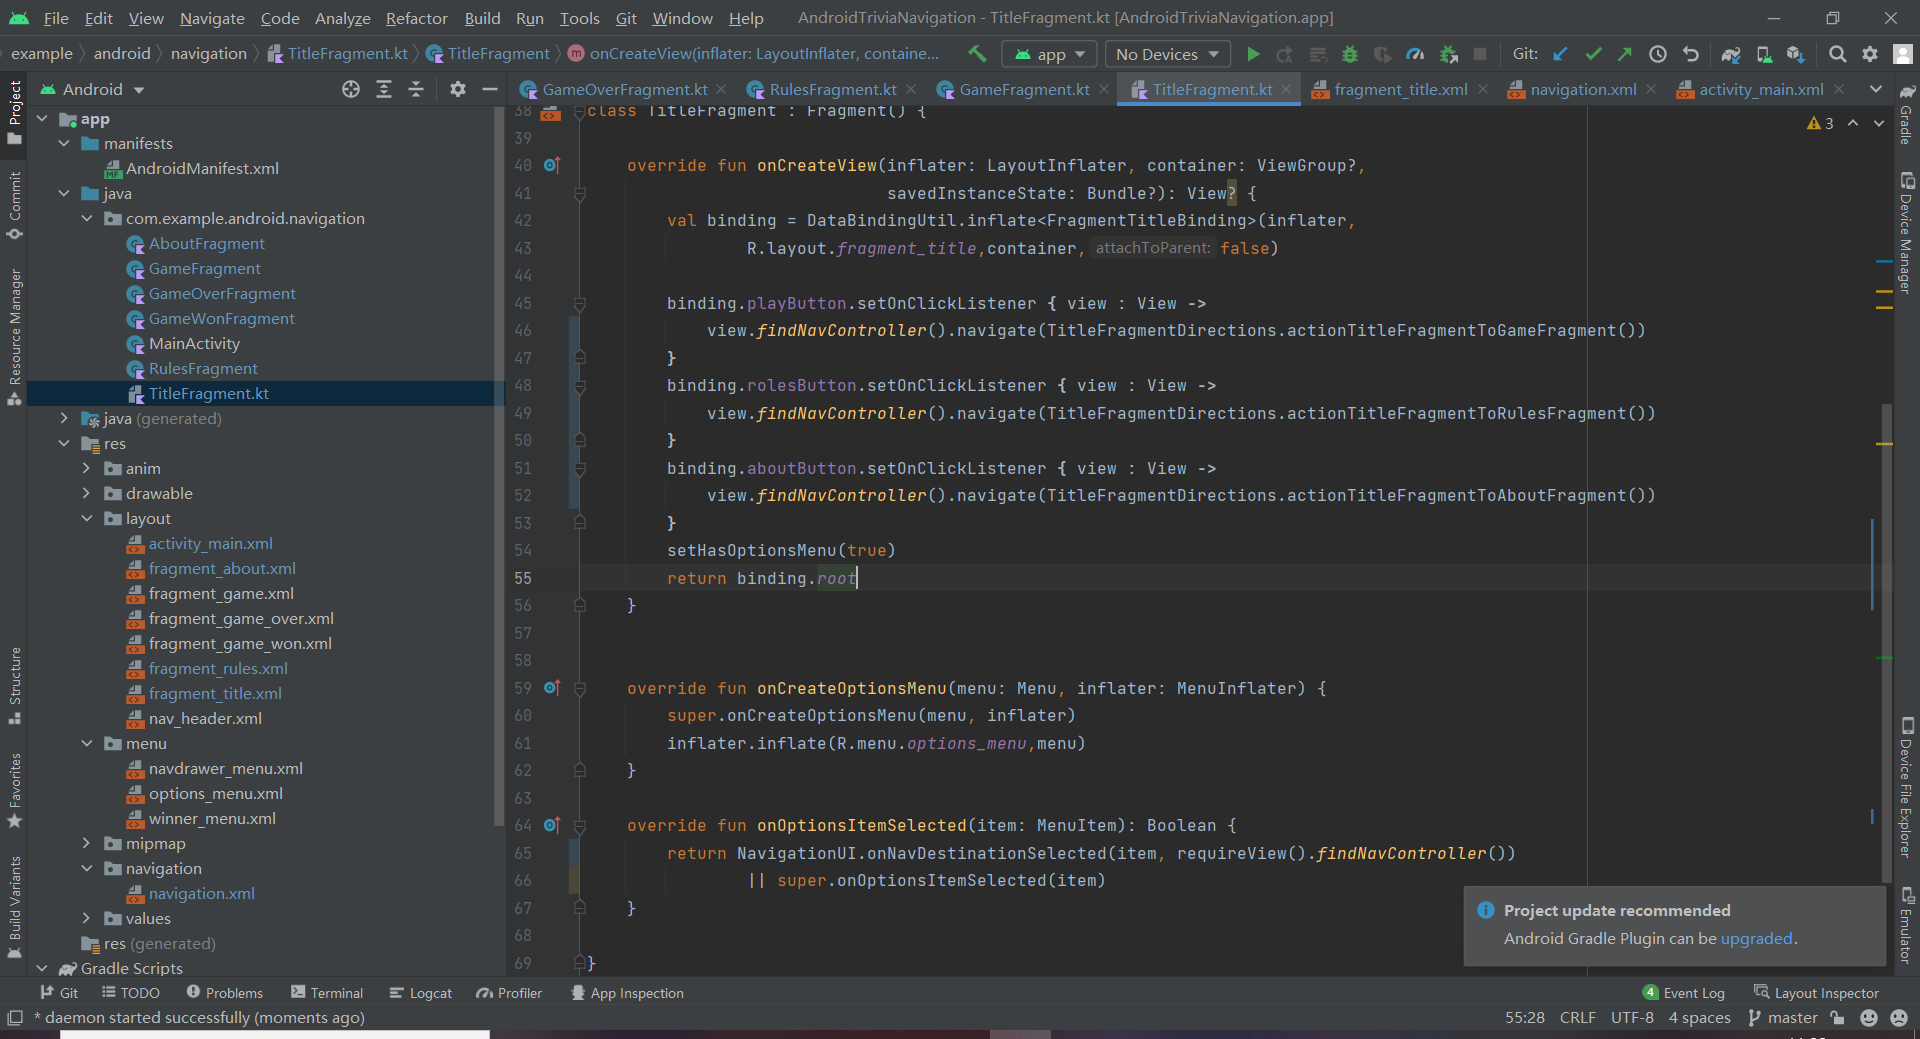 File Edit View Navigate Code Analyze Refactor Build Run Tools Git Window Help AndroidTriviaNavigation - TitleFragment.kt [AndroidTriviaNavigation.app]
example android navigation TitleFragment.kt TitleFragment onCreateView(inflater: LayoutInflater, containe... app No Devices Git:
Android
GameOverFragment.kt RulesFragment.kt GameFragment.kt TitleFragment.kt fragment_title.xml navigation.xml activity_main.xml
Project
Commit
Resource Manager
Structure
Favorites
Build Variants
app
manifests
AndroidManifest.xml
java
com.example.android.navigation
AboutFragment
GameFragment
GameOverFragment
GameWonFragment
MainActivity
RulesFragment
TitleFragment.kt
java (generated)
res
anim
drawable
layout
activity_main.xml
fragment_about.xml
fragment_game.xml
fragment_game_over.xml
fragment_game_won.xml
fragment_rules.xml
fragment_title.xml
nav_header.xml
menu
navdrawer_menu.xml
options_menu.xml
winner_menu.xml
mipmap
navigation
navigation.xml
values
res (generated)
Gradle Scripts
38 class TitleFragment : Fragment() {
3
39
40 override fun onCreateView(inflater: LayoutInflater, container: ViewGroup?,
41 savedInstanceState: Bundle?): View? {
42 val binding = DataBindingUtil.inflate<FragmentTitleBinding>(inflater,
43 R.layout.fragment_title,container, attachToParent: false)
44
45 binding.playButton.setOnClickListener { view : View ->
46 view.findNavController().navigate(TitleFragmentDirections.actionTitleFragmentToGameFragment())
47 }
48 binding.rolesButton.setOnClickListener { view : View ->
49 view.findNavController().navigate(TitleFragmentDirections.actionTitleFragmentToRulesFragment())
50 }
51 binding.aboutButton.setOnClickListener { view : View ->
52 view.findNavController().navigate(TitleFragmentDirections.actionTitleFragmentToAboutFragment())
53 }
54 setHasOptionsMenu(true)
55 return binding.root
56 }
57
58
59 override fun onCreateOptionsMenu(menu: Menu, inflater: MenuInflater) {
60 super.onCreateOptionsMenu(menu, inflater)
61 inflater.inflate(R.menu.options_menu,menu)
62 }
63
64 override fun onOptionsItemSelected(item: MenuItem): Boolean {
65 return NavigationUI.onNavDestinationSelected(item, requireView().findNavController())
66 || super.onOptionsItemSelected(item)
67 }
68
69 }
Project update recommended
Android Gradle Plugin can be upgraded.
Gradle
Device Manager
Device File Explorer
Emulator
Git TODO Problems Terminal Logcat Profiler App Inspection 4 Event Log Layout Inspector
* daemon started successfully (moments ago) 55:28 CRLF UTF-8 4 spaces master